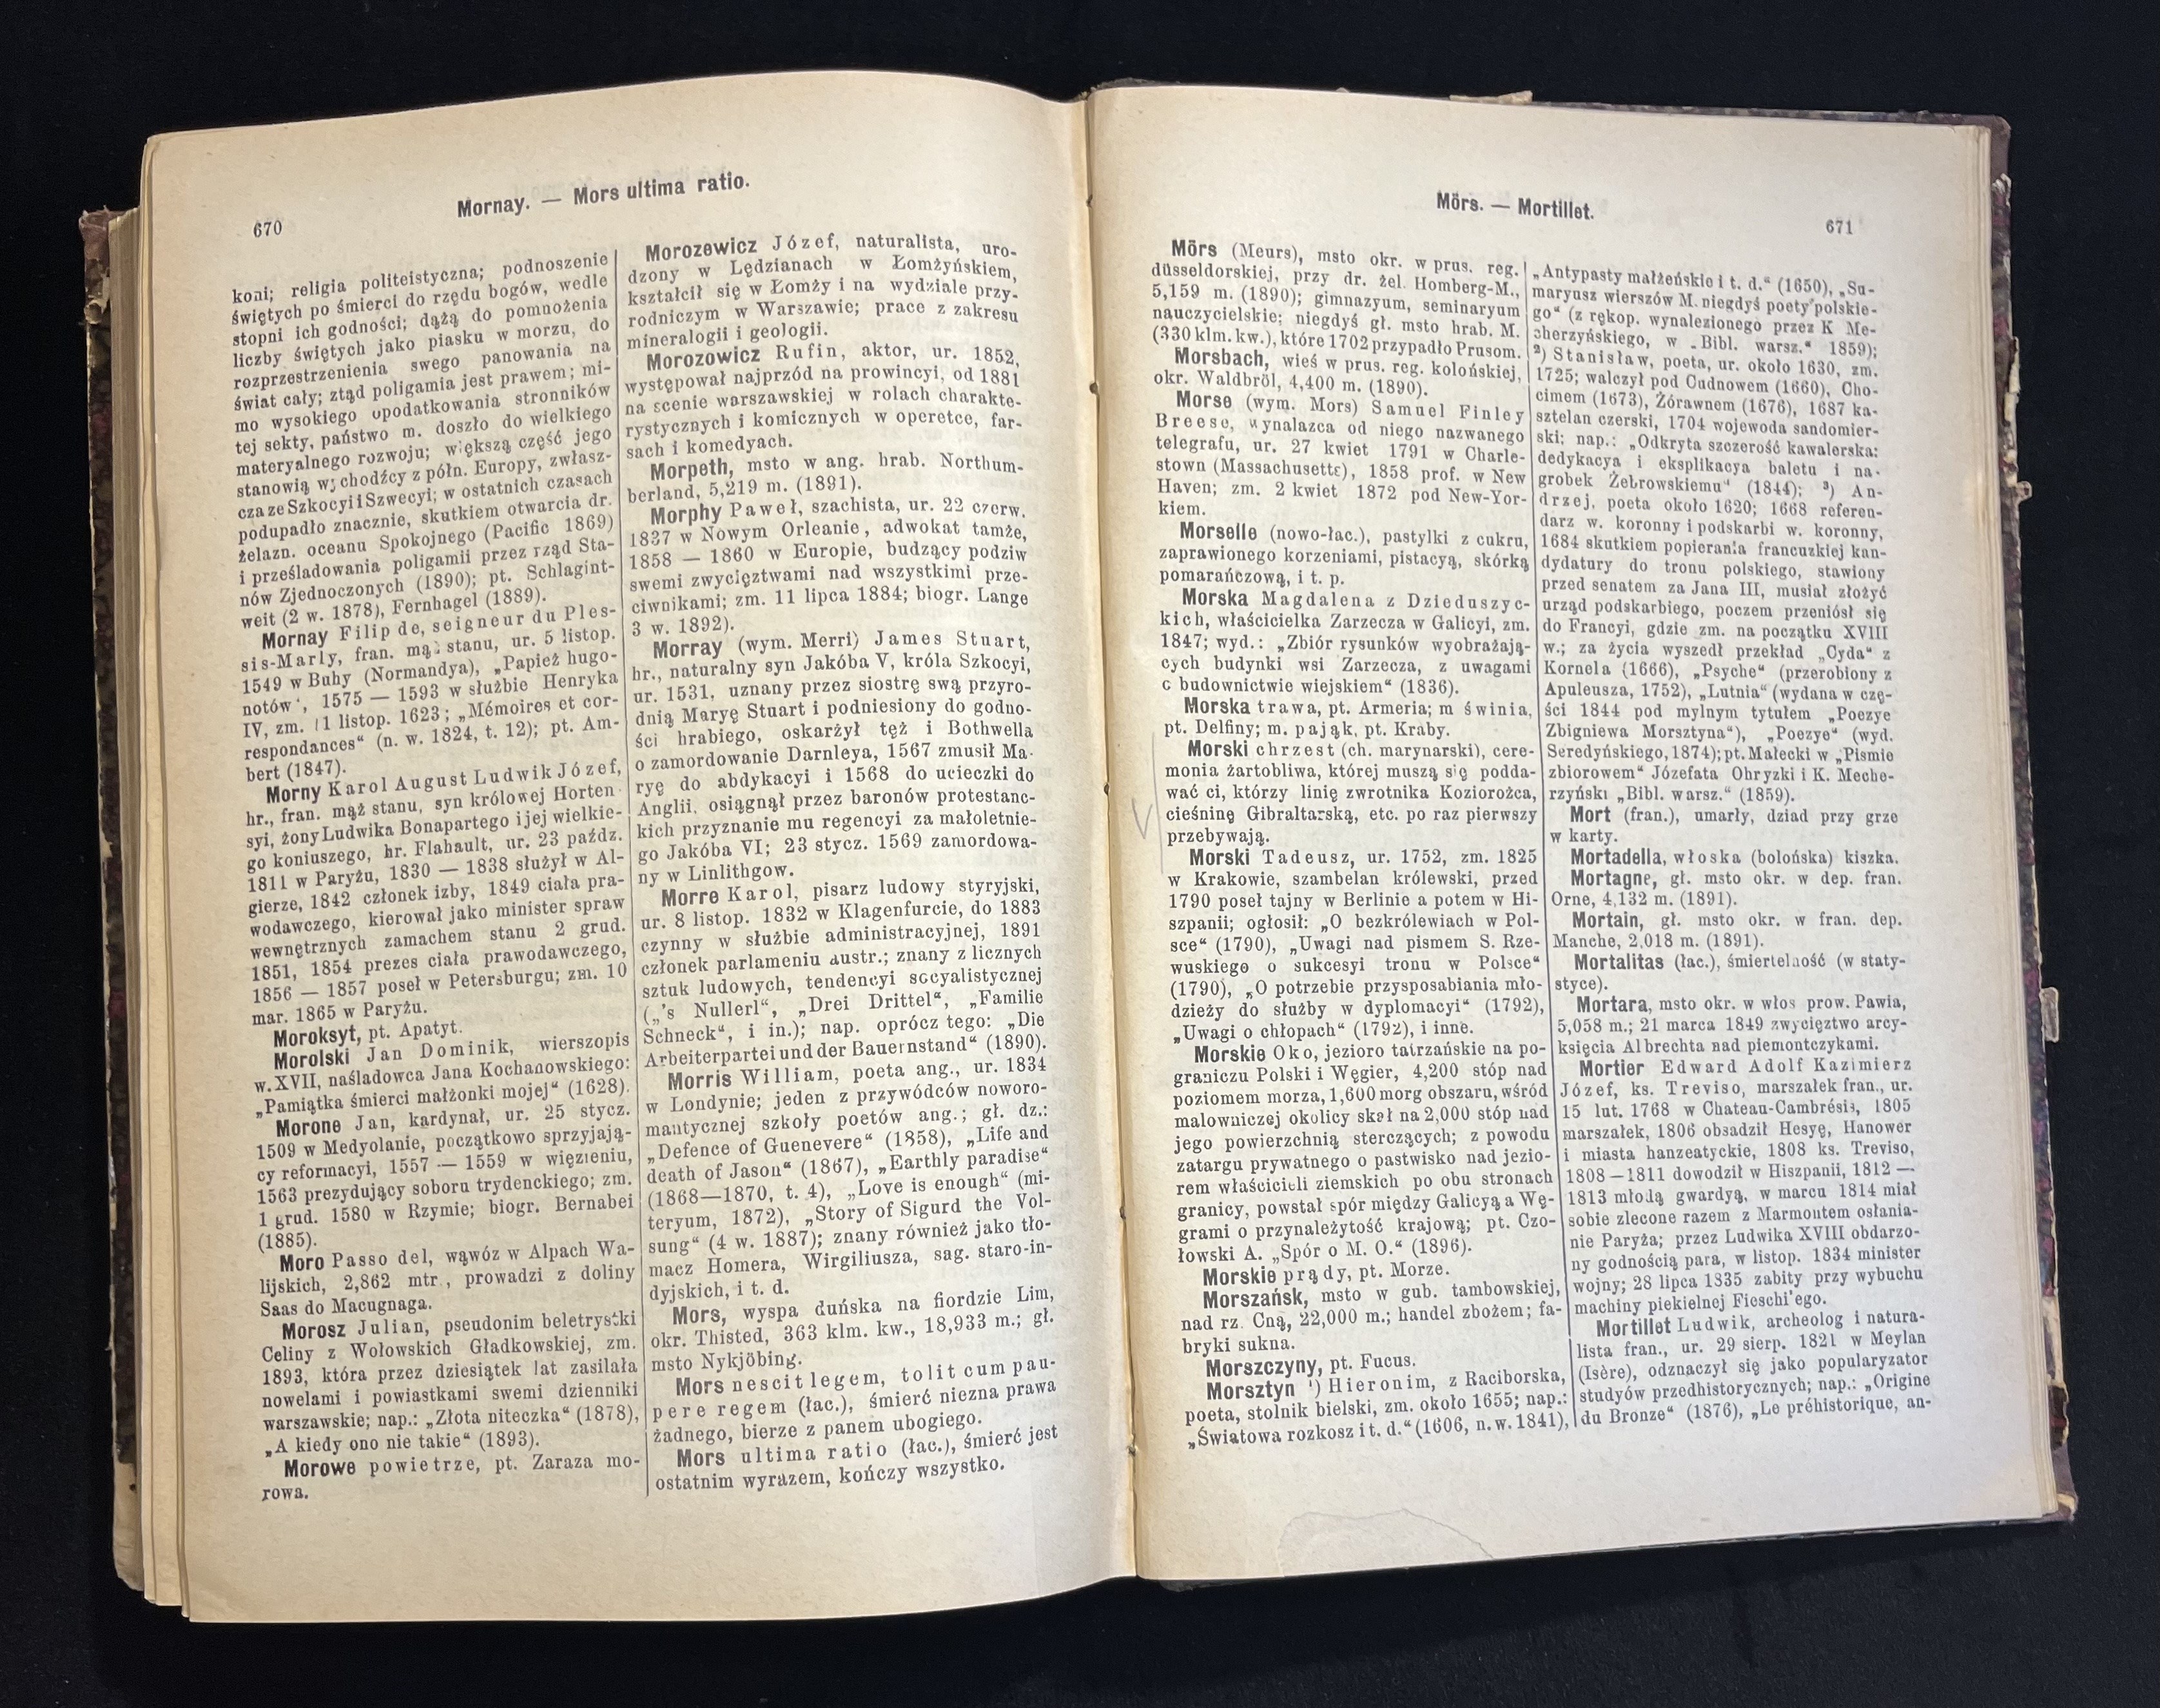 670
Mornay. — Mors ultima ratio.
koni; religia politeistyczna; podnoszenie
świętych po śmierci do rzędu bogów, wedle
stopni ich godności; dążą do pomnożenia
liczby świętych jako piasku w morzu, do
rozprzestrzenienia swego panowania na
świat cały; ztąd poligamia jest prawem; mi-
mo wysokiego opodatkowania stronników
tej sekty, państwo m. doszło do wielkiego
materyalnego rozwoju; większą część jego
stanowią wychodźcy z półn. Europy, zwłasz-
cza ze Szkocyi i Szwecyi; w ostatnich czasach
podupadło znacznie, skutkiem otwarcia dr.
żelazn. oceanu Spokojnego (Pacific 1869)
i prześladowania poligamii przez rząd Sta-
nów Zjednoczonych (1890); pt. Schlagint-
weit (2 w. 1878), Fernhagel (1889).
Mornay Filip de, seigneur du Ples-
sis-Marly, fran. mąż stanu, ur. 5 listop.
1549 w Buhy (Normandya), „Papież hugo-
notów“, 1575 — 1593 w służbie Henryka
IV, zm. 11 listop. 1623; „Mémoires et cor-
respondances“ (n. w. 1824, t. 12); pt. Am-
bert (1847).
Morny Karol August Ludwik Józef,
hr., fran. mąż stanu, syn królowej Horten-
syi, żony Ludwika Bonapartego i jej wielkie-
go koniuszego, hr. Flahault, ur. 23 paźdz.
1811 w Paryżu, 1830 — 1838 służył w Al-
gierze, 1842 członek izby, 1849 ciała pra-
wodawczego, kierował jako minister spraw
wewnętrznych zamachem stanu 2 grud.
1851, 1854 prezes ciała prawodawczego,
1856 — 1857 poseł w Petersburgu; zm. 10
mar. 1865 w Paryżu.
Moroksyt, pt. Apatyt.
Morolski Jan Dominik, wierszopis
w. XVII, naśladowca Jana Kochanowskiego:
„Pamiątka śmierci małżonki mojej“ (1628).
Morone Jan, kardynał, ur. 25 stycz.
1509 w Medyolanie, początkowo sprzyjają-
cy reformacyi, 1557 — 1559 w więzieniu,
1563 prezydujący soboru trydenckiego; zm.
1 grud. 1580 w Rzymie; biogr. Bernabei
(1885).
Moro Passo del, wąwóz w Alpach Wa-
lijskich, 2,862 mtr., prowadzi z doliny
Saas do Macugnaga.
Morosz Julian, pseudonim beletrystki
Celiny z Wołowskich Gładkowskiej, zm.
1893, która przez dziesiątek lat zasilała
nowelami i powiastkami swemi dzienniki
warszawskie; nap.: „Złota niteczka“ (1878),
„A kiedy ono nie takie“ (1893).
Morowe powietrze, pt. Zaraza mo-
rowa.
Morozewicz Józef, naturalista, uro-
dzony w Lędzianach w Łomżyńskiem,
kształcił się w Łomży i na wydziale przy-
rodniczym w Warszawie; prace z zakresu
mineralogii i geologii.
Morozowicz Rufin, aktor, ur. 1852,
występował najprzód na prowincyi, od 1881
na scenie warszawskiej w rolach charakte-
rystycznych i komicznych w operetce, far-
sach i komedyach.
Morpeth, msto w ang. hrab. Northum-
berland, 5,219 m. (1891).
Morphy Paweł, szachista, ur. 22 czerw.
1837 w Nowym Orleanie, adwokat tamże,
1858 — 1860 w Europie, budzący podziw
swemi zwycięztwami nad wszystkimi prze-
ciwnikami; zm. 11 lipca 1884; biogr. Lange
3 w. 1892).
Morray (wym. Merri) James Stuart,
hr., naturalny syn Jakóba V, króla Szkocyi,
ur. 1531, uznany przez siostrę swą przyro-
dnią Maryę Stuart i podniesiony do godno-
ści hrabiego, oskarżył też i Bothwella
o zamordowanie Darnleya, 1567 zmusił Ma-
ryę do abdykacyi i 1568 do ucieczki do
Anglii, osiągnął przez baronów protestanc-
kich przyznanie mu regencyi za małoletnie-
go Jakóba VI; 23 stycz. 1569 zamordowa-
ny w Linlithgow.
Morre Karol, pisarz ludowy styryjski,
ur. 8 listop. 1832 w Klagenfurcie, do 1883
czynny w służbie administracyjnej, 1891
członek parlameniu austr.; znany z licznych
sztuk ludowych, tendencyi socyalistycznej
(„'s Nullerl“, „Drei Drittel“, „Familie
Schneck“, i in.); nap. oprócz tego: „Die
Arbeiterpartei und der Bauernstand“ (1890).
Morris William, poeta ang., ur. 1834
w Londynie; jeden z przywódców noworo-
mantycznej szkoły poetów ang.; gł. dz.:
„Defence of Guenevere“ (1858), „Life and
death of Jason“ (1867), „Earthly paradise“
(1868—1870, t. 4), „Love is enough“ (mi-
teryum, 1872), „Story of Sigurd the Vol-
sung“ (4 w. 1887); znany również jako tło-
macz Homera, Wirgiliusza, sag. staro-in-
dyjskich, i t. d.
Mors, wyspa duńska na fiordzie Lim,
okr. Thisted, 363 klm. kw., 18,933 m.; gł.
msto Nykjöbing.
Mors nescit legem, tolit cum pau-
pere regem (łac.), śmierć niezna prawa
żadnego, bierze z panem ubogiego.
Mors ultima ratio (łac.), śmierć jest
ostatnim wyrazem, kończy wszystko.
Mörs. — Mortillet.
671
Mörs (Meurs), msto okr. w prus. reg.
düsseldorskiej, przy dr. żel. Homberg-M.,
5,159 m. (1890); gimnazyum, seminaryum
nauczycielskie; niegdyś gł. msto hrab. M.
(330 klm. kw.), które 1702 przypadło Prusom.
Morsbach, wieś w prus. reg. kolońskiej,
okr. Waldbröl, 4,400 m. (1890).
Morse (wym. Mors) Samuel Finley
Breese, wynalazca od niego nazwanego
telegrafu, ur. 27 kwiet 1791 w Charle-
stown (Massachusetts), 1858 prof. w New
Haven; zm. 2 kwiet 1872 pod New-Yor-
kiem.
Morselle (nowo-łac.), pastylki z cukru,
zaprawionego korzeniami, pistacyą, skórką
pomarańczową, i t. p.
Morska Magdalena z Dzieduszyc-
kich, właścicielka Zarzecza w Galicyi, zm.
1847; wyd.: „Zbiór rysunków wyobrażają-
cych budynki wsi Zarzecza, z uwagami
o budownictwie wiejskiem“ (1836).
Morska trawa, pt. Armeria; m świnia,
pt. Delfiny; m. pająk, pt. Kraby.
Morski chrzest (ch. marynarski), cere-
monia żartobliwa, której muszą się podda-
wać ci, którzy linię zwrotnika Koziorożca,
cieśninę Gibraltarską, etc. po raz pierwszy
przebywają.
Morski Tadeusz, ur. 1752, zm. 1825
w Krakowie, szambelan królewski, przed
1790 poseł tajny w Berlinie a potem w Hi-
szpanii; ogłosił: „O bezkrólewiach w Pol-
sce“ (1790), „Uwagi nad pismem S. Rze-
wuskiego o sukcesyi tronu w Polsce“
(1790), „O potrzebie przysposabiania mło-
dzieży do służby w dyplomacyi“ (1792),
„Uwagi o chłopach“ (1792), i inne.
Morskie Oko, jezioro tatrzańskie na po-
graniczu Polski i Węgier, 4,200 stóp nad
poziomem morza, 1,600 morg obszaru, wśród
malowniczej okolicy skał na 2,000 stóp nad
jego powierzchnią sterczących; z powodu
zatargu prywatnego o pastwisko nad jezio-
rem właścicieli ziemskich po obu stronach
granicy, powstał spór między Galicyą a Wę-
grami o przynależytość krajową; pt. Czo-
łowski A. „Spór o M. O.“ (1896).
Morskie prądy, pt. Morze.
Morszańsk, msto w gub. tambowskiej,
nad rz. Cną, 22,000 m.; handel zbożem; fa-
bryki sukna.
Morszczyny, pt. Fucus.
Morsztyn ¹) Hieronim, z Raciborska,
poeta, stolnik bielski, zm. około 1655; nap.:
„Światowa rozkosz i t. d.“ (1606, n. w. 1841),
„Antypasty małżeńskie i t. d.“ (1650), „Su-
maryusz wierszów M. niegdyś poety polskie-
go“ (z rękop. wynalezionego przez K Me-
cherzyńskiego, w „Bibl. warsz.“ 1859);
²) Stanisław, poeta, ur. około 1630, zm.
1725; walczył pod Cudnowem (1660), Cho-
cimem (1673), Żórawnem (1676), 1687 ka-
sztelan czerski, 1704 wojewoda sandomier-
ski; nap.: „Odkryta szczerość kawalerska:
dedykacya i eksplikacya baletu i na-
grobek Żebrowskiemu“ (1844); ³) An-
drzej, poeta około 1620; 1668 referen-
darz w. koronny i podskarbi w. koronny,
1684 skutkiem popierania francuzkiej kan-
dydatury do tronu polskiego, stawiony
przed senatem za Jana III, musiał złożyć
urząd podskarbiego, poczem przeniósł się
do Francyi, gdzie zm. na początku XVIII
w.; za życia wyszedł przekład „Cyda“ z
Kornela (1666), „Psyche“ (przerobiony z
Apuleusza, 1752), „Lutnia“ (wydana w czę-
ści 1844 pod mylnym tytułem „Poezye
Zbigniewa Morsztyna“), „Poezye“ (wyd.
Seredyńskiego, 1874); pt. Małecki w „Pismie
zbiorowem“ Józefata Ohryzki i K. Meche-
rzyński „Bibl. warsz.“ (1859).
Mort (fran.), umarły, dziad przy grze
w karty.
Mortadella, włoska (bolońska) kiszka.
Mortagne, gł. msto okr. w dep. fran.
Orne, 4,132 m. (1891).
Mortain, gł. msto okr. w fran. dep.
Manche, 2,018 m. (1891).
Mortalitas (łac.), śmiertelność (w staty-
styce).
Mortara, msto okr. w włos prow. Pawia,
5,058 m.; 21 marca 1849 zwycięztwo arcy-
księcia Albrechta nad piemontczykami.
Mortier Edward Adolf Kazimierz
Józef, ks. Treviso, marszałek fran., ur.
15 lut. 1768 w Chateau-Cambrésis, 1805
marszałek, 1806 obsadził Hesyę, Hanower
i miasta hanzeatyckie, 1808 ks. Treviso,
1808—1811 dowodził w Hiszpanii, 1812 —
1813 młodą gwardyą, w marcu 1814 miał
sobie zlecone razem z Marmontem osłania-
nie Paryża; przez Ludwika XVIII obdarzo-
ny godnością para, w listop. 1834 minister
wojny; 28 lipca 1835 zabity przy wybuchu
machiny piekielnej Fieschi'ego.
Mortillet Ludwik, archeolog i natura-
lista fran., ur. 29 sierp. 1821 w Meylan
(Isère), odznaczył się jako popularyzator
studyów przedhistorycznych; nap.: „Origine
du Bronze“ (1876), „Le préhistorique, an-